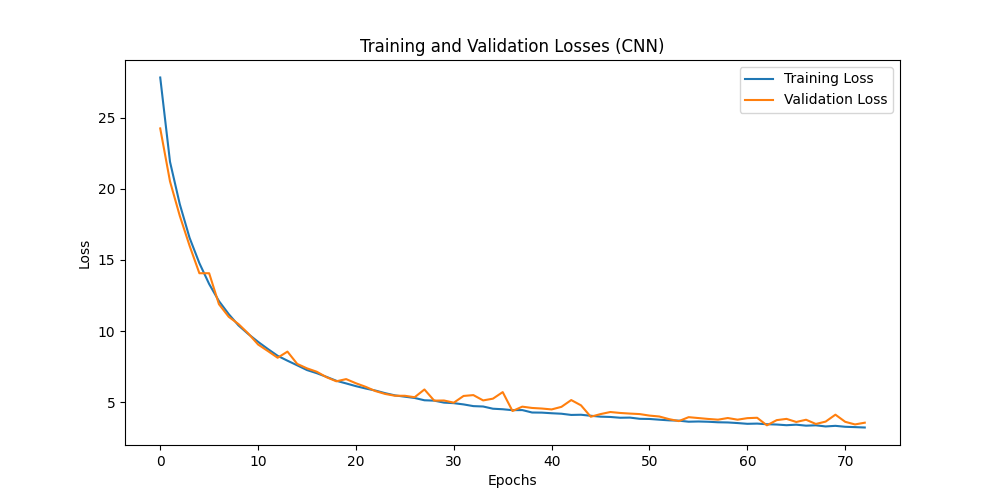 Training and Validation Losses (CNN)
Training Loss
Validation Loss
25
20
15
10
5
Loss
0 10 20 30 40 50 60 70
Epochs